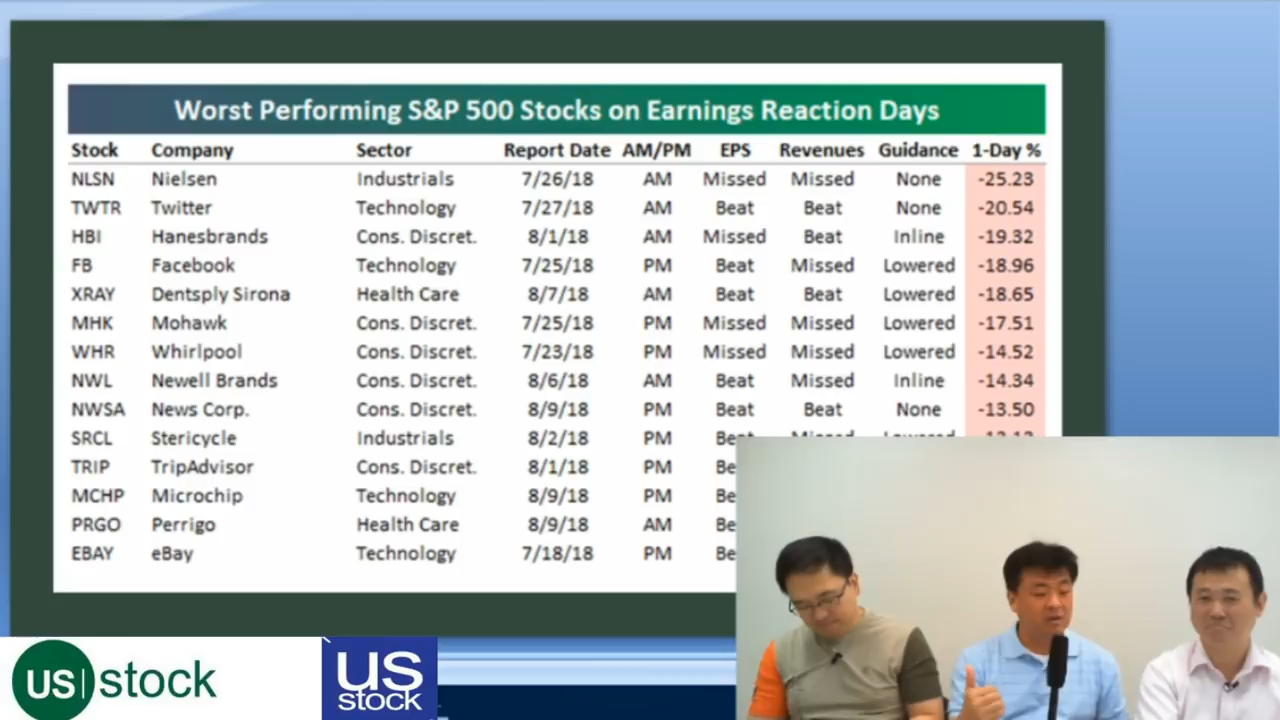 Worst Performing S&P 500 Stocks on Earnings Reaction Days
Stock Company Sector Report Date AM/PM EPS Revenues Guidance 1-Day %
NLSN Nielsen Industrials 7/26/18 AM Missed Missed None -25.23
TWTR Twitter Technology 7/27/18 AM Beat Beat None -20.54
HBI Hanesbrands Cons. Discret. 8/1/18 AM Missed Beat Inline -19.32
FB Facebook Technology 7/25/18 PM Beat Missed Lowered -18.96
XRAY Dentsply Sirona Health Care 8/7/18 AM Beat Beat Lowered -18.65
MHK Mohawk Cons. Discret. 7/25/18 PM Missed Missed Lowered -17.51
WHR Whirlpool Cons. Discret. 7/23/18 PM Missed Missed Lowered -14.52
NWL Newell Brands Cons. Discret. 8/6/18 AM Beat Missed Inline -14.34
NWSA News Corp. Cons. Discret. 8/9/18 PM Beat Beat None -13.50
SRCL Stericycle Industrials 8/2/18 PM
TRIP TripAdvisor Cons. Discret. 8/1/18 PM
MCHP Microchip Technology 8/9/18 PM
PRGO Perrigo Health Care 8/9/18 AM
EBAY eBay Technology 7/18/18 PM
US stock
US
stock